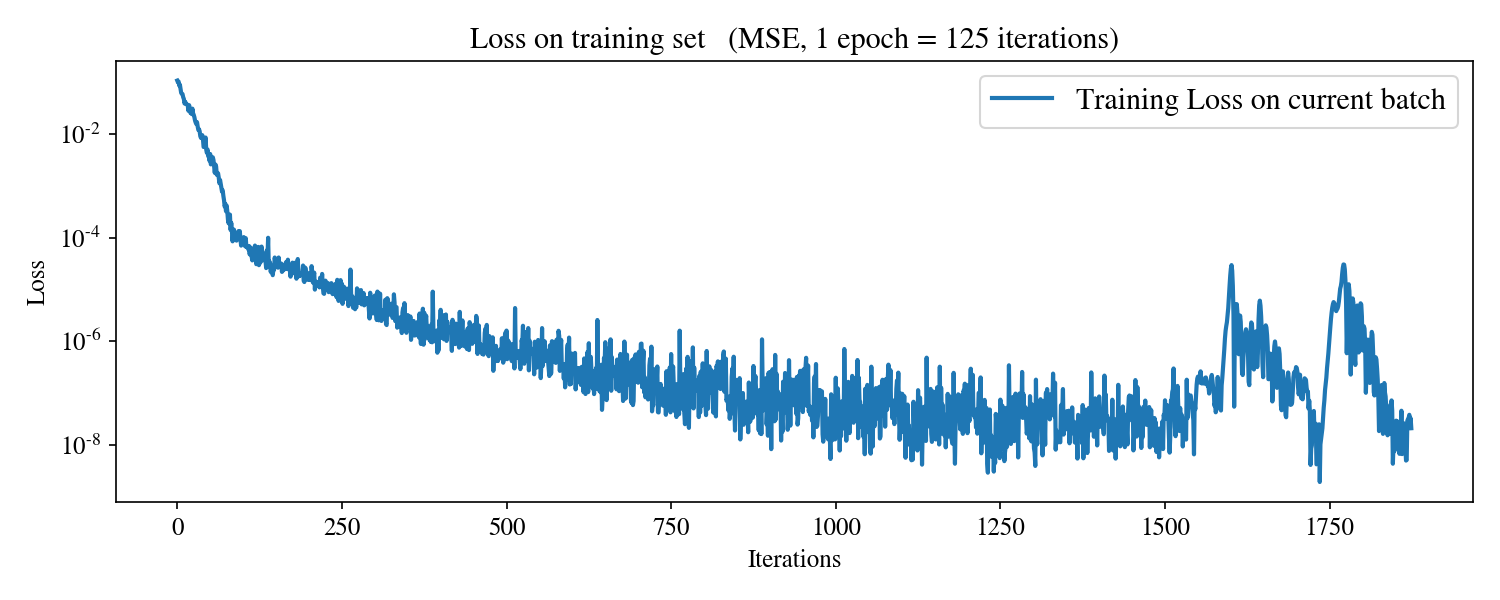 Loss on training set (MSE, 1 epoch = 125 iterations)
Training Loss on current batch
Loss
10-2
10-4
10-6
10-8
0 250 500 750 1000 1250 1500 1750
Iterations